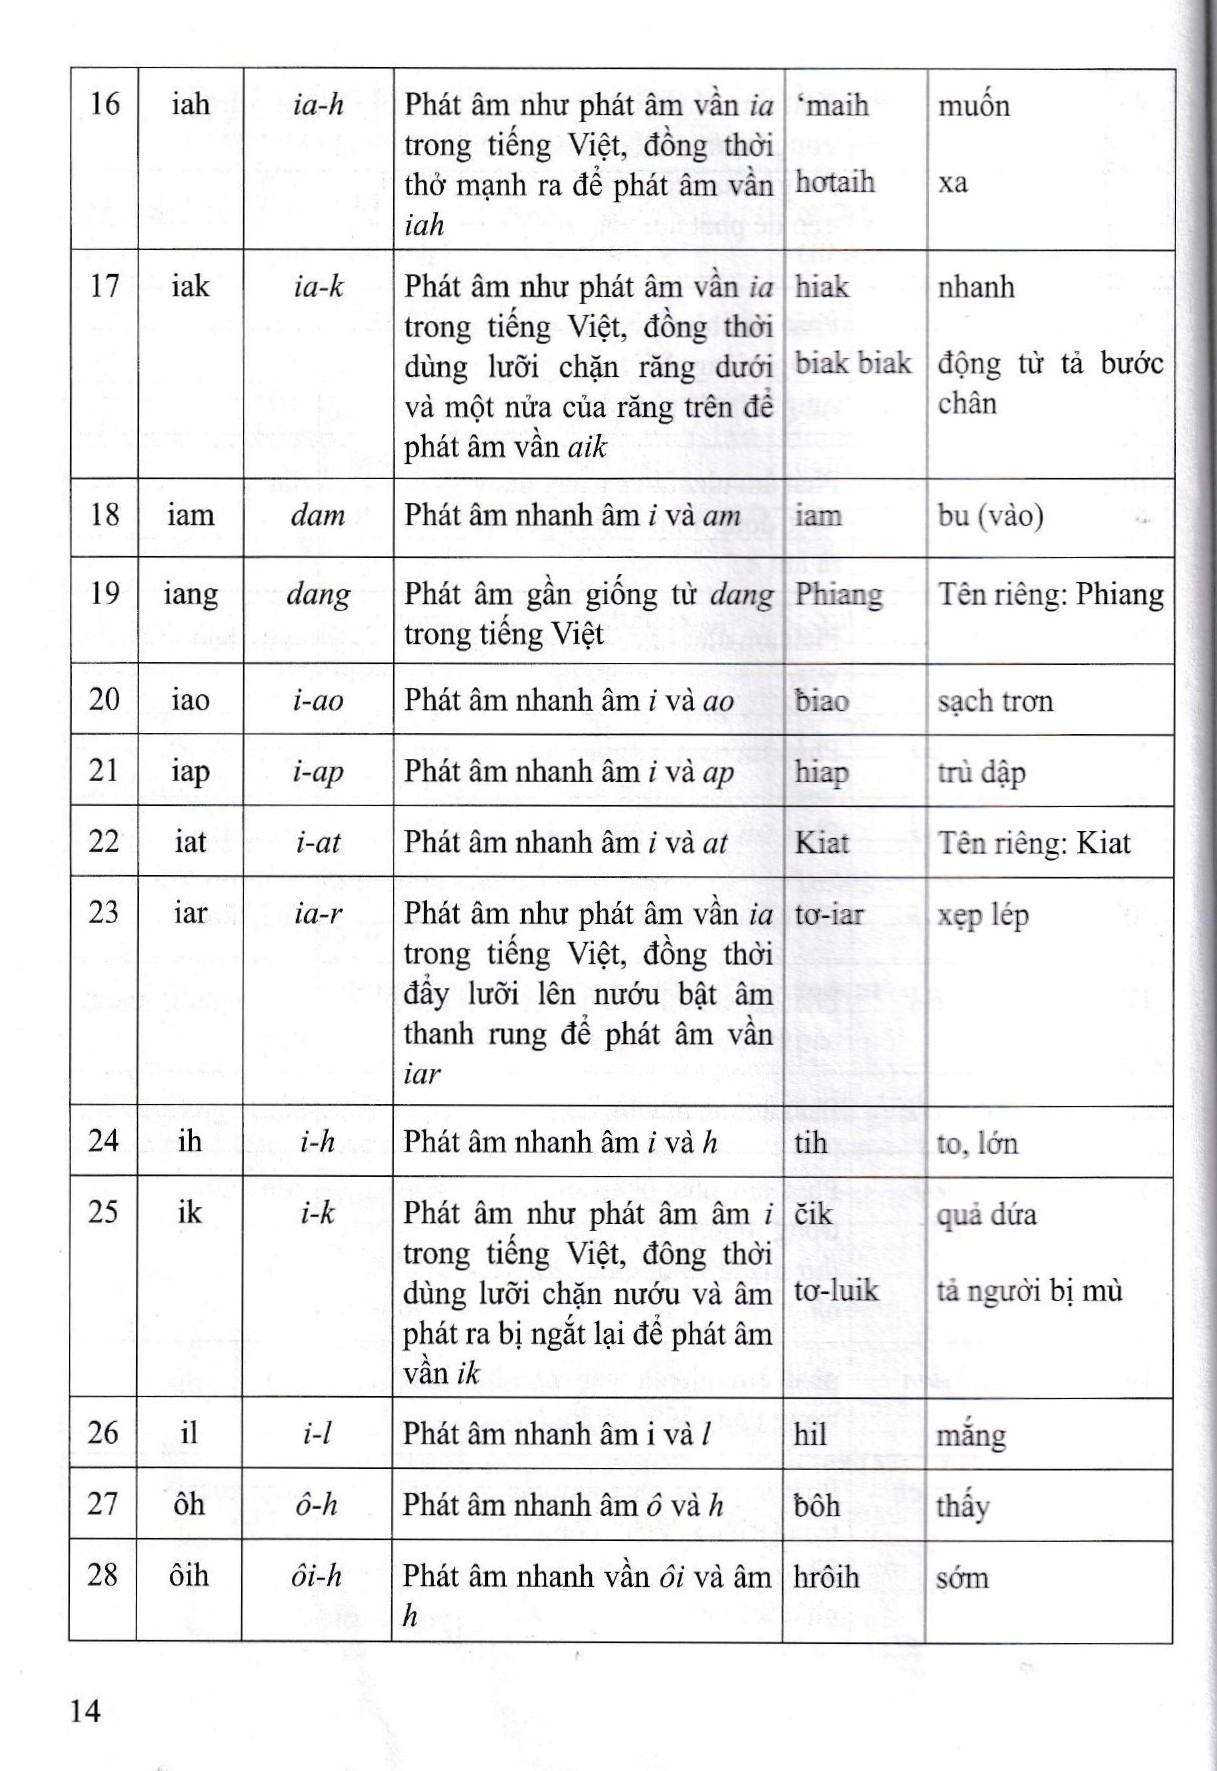 16 iah ia-h Phát âm như phát âm vần ia ‘maih muốn
trong tiếng Việt, đồng thời
thở mạnh ra để phát âm vần hơtaih xa
iah
17 iak ia-k Phát âm như phát âm vần ia hiak nhanh
trong tiếng Việt, đồng thời
dùng lưỡi chặn răng dưới biak biak động từ tả bước
và một nửa của răng trên để chân
phát âm vần aik
18 iam dam Phát âm nhanh âm i và am iam bu (vào)
19 iang dang Phát âm gần giống từ dang Phiang Tên riêng: Phiang
trong tiếng Việt
20 iao i-ao Phát âm nhanh âm i và ao ƀiao sạch trơn
21 iap i-ap Phát âm nhanh âm i và ap hiap trù dập
22 iat i-at Phát âm nhanh âm i và at Kiat Tên riêng: Kiat
23 iar ia-r Phát âm như phát âm vần ia tơ-iar xẹp lép
trong tiếng Việt, đồng thời
đẩy lưỡi lên nướu bật âm
thanh rung để phát âm vần
iar
24 ih i-h Phát âm nhanh âm i và h tih to, lớn
25 ik i-k Phát âm như phát âm âm i čik quả dứa
trong tiếng Việt, đông thời
dùng lưỡi chặn nướu và âm tơ-luik tả người bị mù
phát ra bị ngắt lại để phát âm
vần ik
26 il i-l Phát âm nhanh âm i và l hil mắng
27 ôh ô-h Phát âm nhanh âm ô và h ƀôh thấy
28 ôih ôi-h Phát âm nhanh vần ôi và âm hrôih sớm
h
14